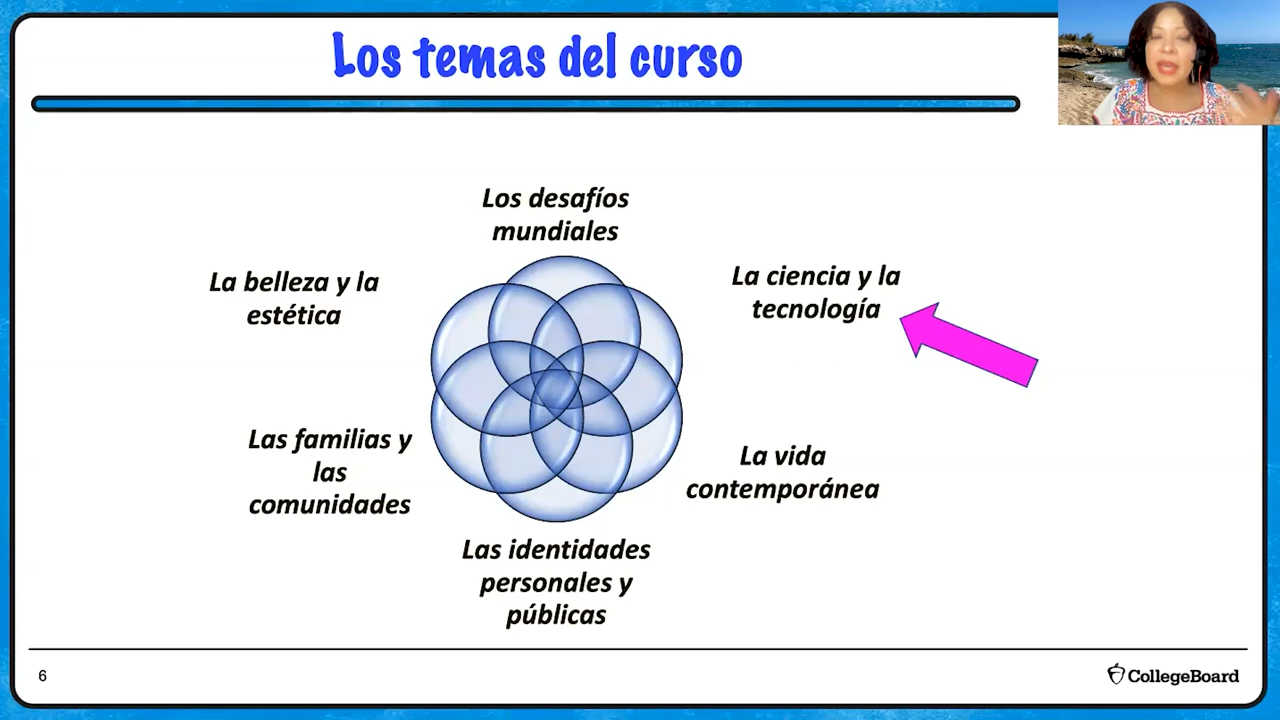 Los temas del curso
Los desafíos
mundiales
La belleza y la
estética
La ciencia y la
tecnología
Las familias y
las
comunidades
La vida
contemporánea
Las identidades
personales y
públicas
6
CollegeBoard